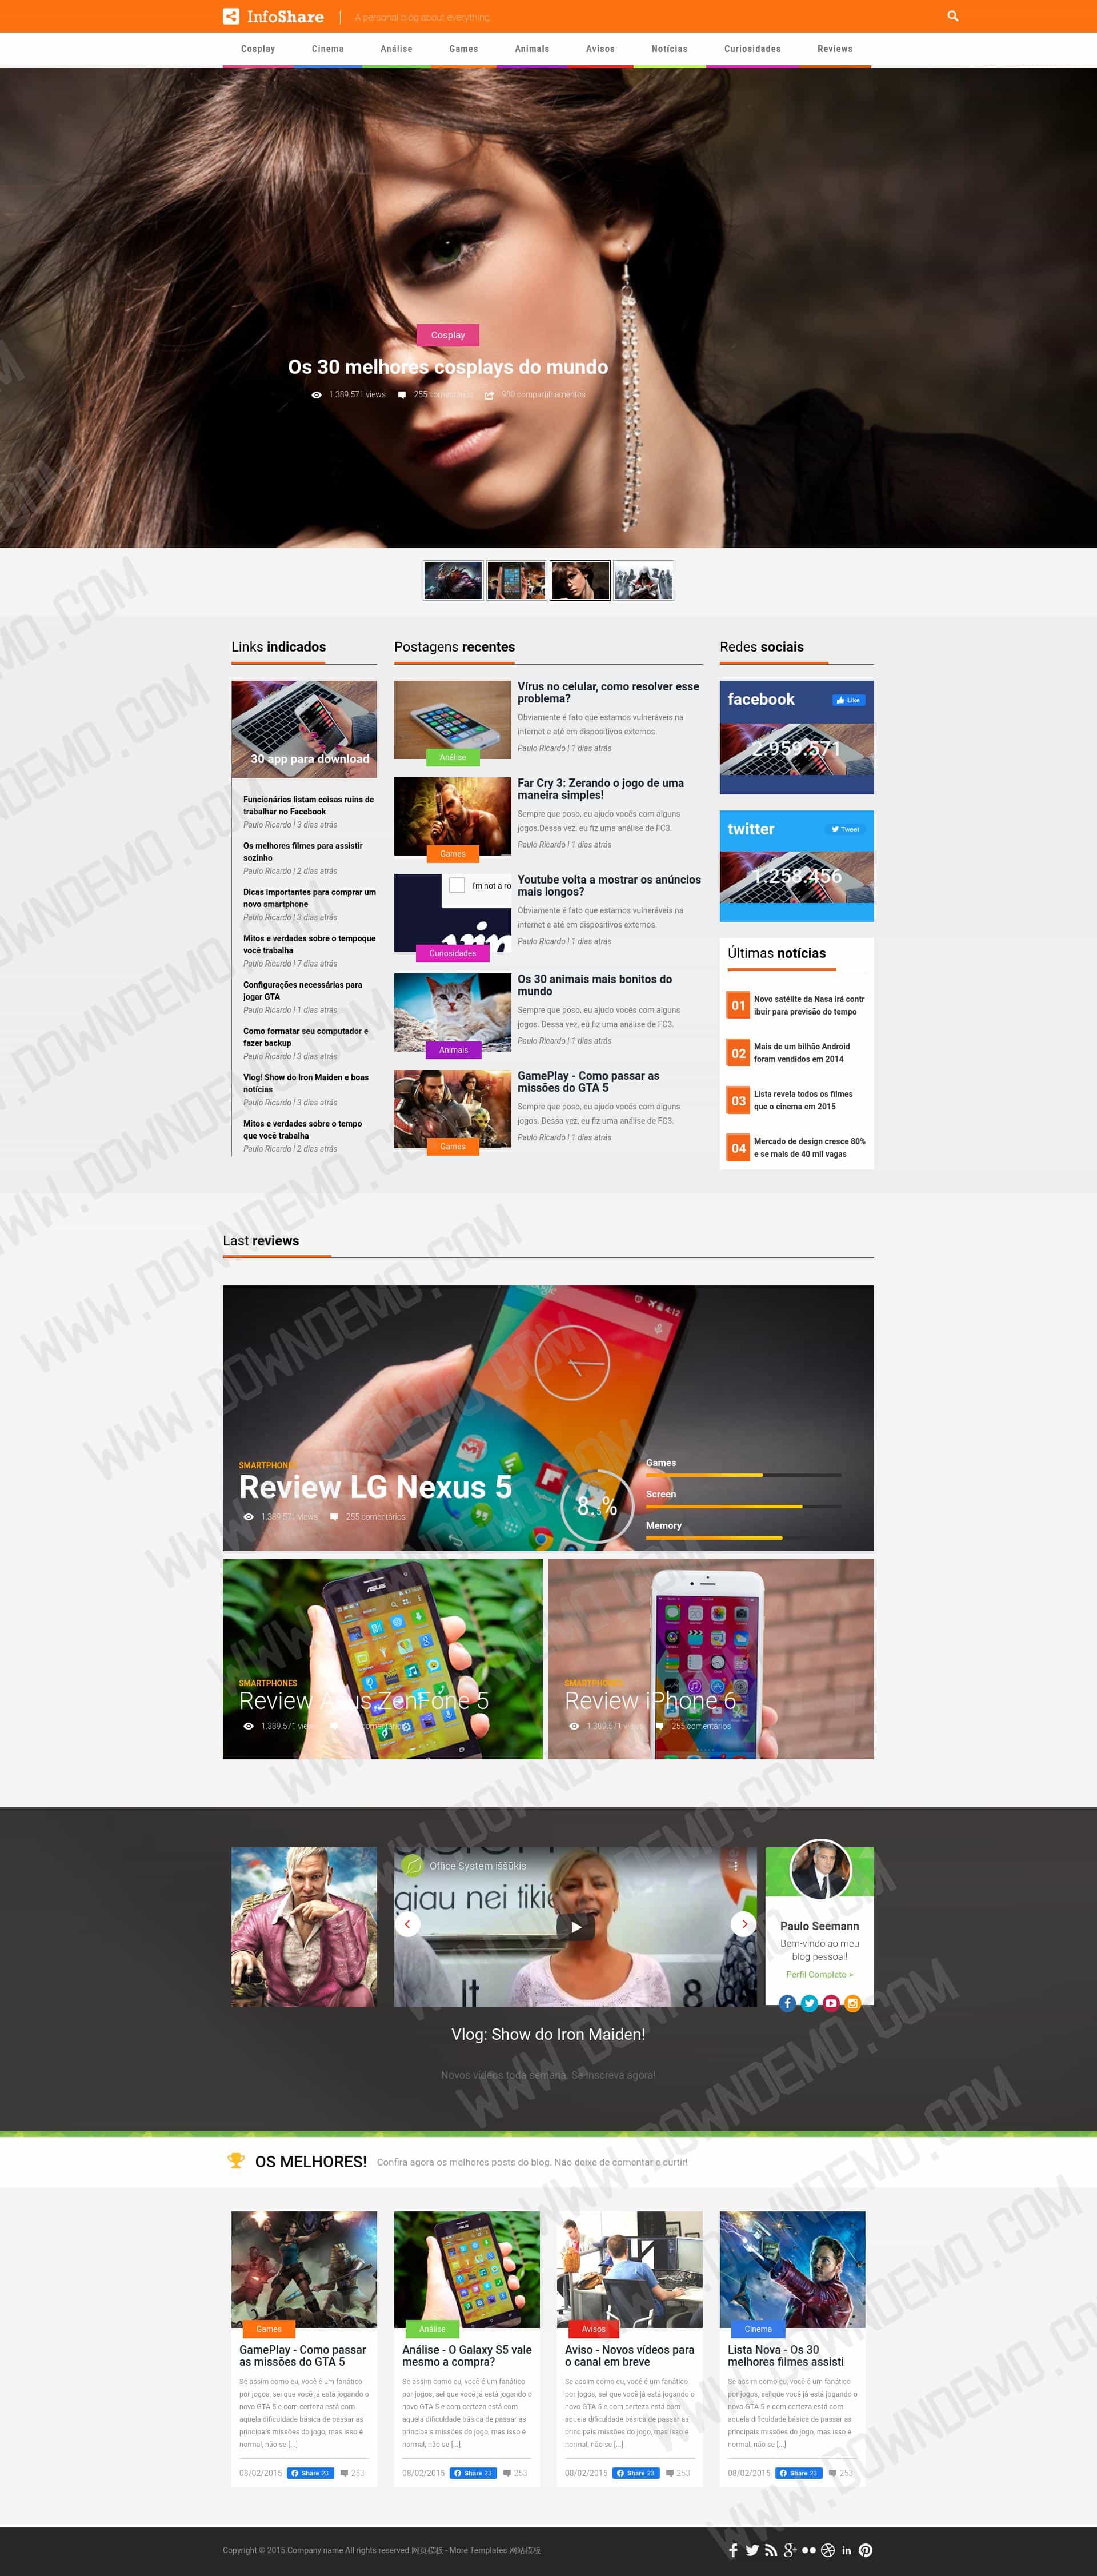 InfoShare
A personal blog about everything.
Cosplay Cinema Análise Games Animals Avisos Notícias Curiosidades Reviews
Cosplay
Os 30 melhores cosplays do mundo
1.389.571 views 255 comentários 980 compartilhamentos
Links indicados
30 app para download
Funcionários listam coisas ruins de
trabalhar no Facebook
Paulo Ricardo | 3 dias atrás
Os melhores filmes para assistir
sozinho
Paulo Ricardo | 2 dias atrás
Dicas importantes para comprar um
novo smartphone
Paulo Ricardo | 3 dias atrás
Mitos e verdades sobre o tempoque
você trabalha
Paulo Ricardo | 7 dias atrás
Configurações necessárias para
jogar GTA
Paulo Ricardo | 1 dias atrás
Como formatar seu computador e
fazer backup
Paulo Ricardo | 3 dias atrás
Vlog! Show do Iron Maiden e boas
notícias
Paulo Ricardo | 3 dias atrás
Mitos e verdades sobre o tempo
que você trabalha
Paulo Ricardo | 2 dias atrás
Postagens recentes
Análise
Vírus no celular, como resolver esse
problema?
Obviamente é fato que estamos vulneráveis na
internet e até em dispositivos externos.
Paulo Ricardo | 1 dias atrás
Games
Far Cry 3: Zerando o jogo de uma
maneira simples!
Sempre que poso, eu ajudo vocês com alguns
jogos.Dessa vez, eu fiz uma análise de FC3.
Paulo Ricardo | 1 dias atrás
I'm not a ro
Curiosidades
Youtube volta a mostrar os anúncios
mais longos?
Obviamente é fato que estamos vulneráveis na
internet e até em dispositivos externos.
Paulo Ricardo | 1 dias atrás
Animais
Os 30 animais mais bonitos do
mundo
Sempre que poso, eu ajudo vocês com alguns
jogos. Dessa vez, eu fiz uma análise de FC3.
Paulo Ricardo | 1 dias atrás
Games
GamePlay - Como passar as
missões do GTA 5
Sempre que poso, eu ajudo vocês com alguns
jogos. Dessa vez, eu fiz uma análise de FC3.
Paulo Ricardo | 1 dias atrás
Redes sociais
facebook Like
2.959.571
twitter Tweet
1.258.456
Últimas notícias
01 Novo satélite da Nasa irá contr
ibuir para previsão do tempo
02 Mais de um bilhão Android
foram vendidos em 2014
03 Lista revela todos os filmes
que o cinema em 2015
04 Mercado de design cresce 80%
e se mais de 40 mil vagas
Last reviews
4:12
SMARTPHONES
Review LG Nexus 5
1.389.571 views 255 comentários
8.5%
Games
Screen
Memory
ASUS
SMARTPHONES
Review Asus ZenFone 5
1.389.571 views comentários
SMARTPHONES
Review iPhone 6
1.389.571 views 255 comentários
Office System iššūkis
giau nei tikie
lt 8
Vlog: Show do Iron Maiden!
Novos vídeos toda semana. Se inscreva agora!
Paulo Seemann
Bem-vindo ao meu
blog pessoal!
Perfil Completo >
OS MELHORES! Confira agora os melhores posts do blog. Não deixe de comentar e curtir!
Games
GamePlay - Como passar
as missões do GTA 5
Se assim como eu, você é um fanático
por jogos, sei que você já está jogando o
novo GTA 5 e com certeza está com
aquela dificuldade básica de passar as
principais missões do jogo, mas isso é
normal, não se [...]
08/02/2015 Share 23 253
Análise
Análise - O Galaxy S5 vale
mesmo a compra?
Se assim como eu, você é um fanático
por jogos, sei que você já está jogando o
novo GTA 5 e com certeza está com
aquela dificuldade básica de passar as
principais missões do jogo, mas isso é
normal, não se [...]
08/02/2015 Share 23 253
Avisos
Aviso - Novos vídeos para
o canal em breve
Se assim como eu, você é um fanático
por jogos, sei que você já está jogando o
novo GTA 5 e com certeza está com
aquela dificuldade básica de passar as
principais missões do jogo, mas isso é
normal, não se [...]
08/02/2015 Share 23 253
Cinema
Lista Nova - Os 30
melhores filmes assisti
Se assim como eu, você é um fanático
por jogos, sei que você já está jogando o
novo GTA 5 e com certeza está com
aquela dificuldade básica de passar as
principais missões do jogo, mas isso é
normal, não se [...]
08/02/2015 Share 23 253
Copyright © 2015.Company name All rights reserved.网页模板 - More Templates 网站模板
WWW.DOWNDEMO.COM